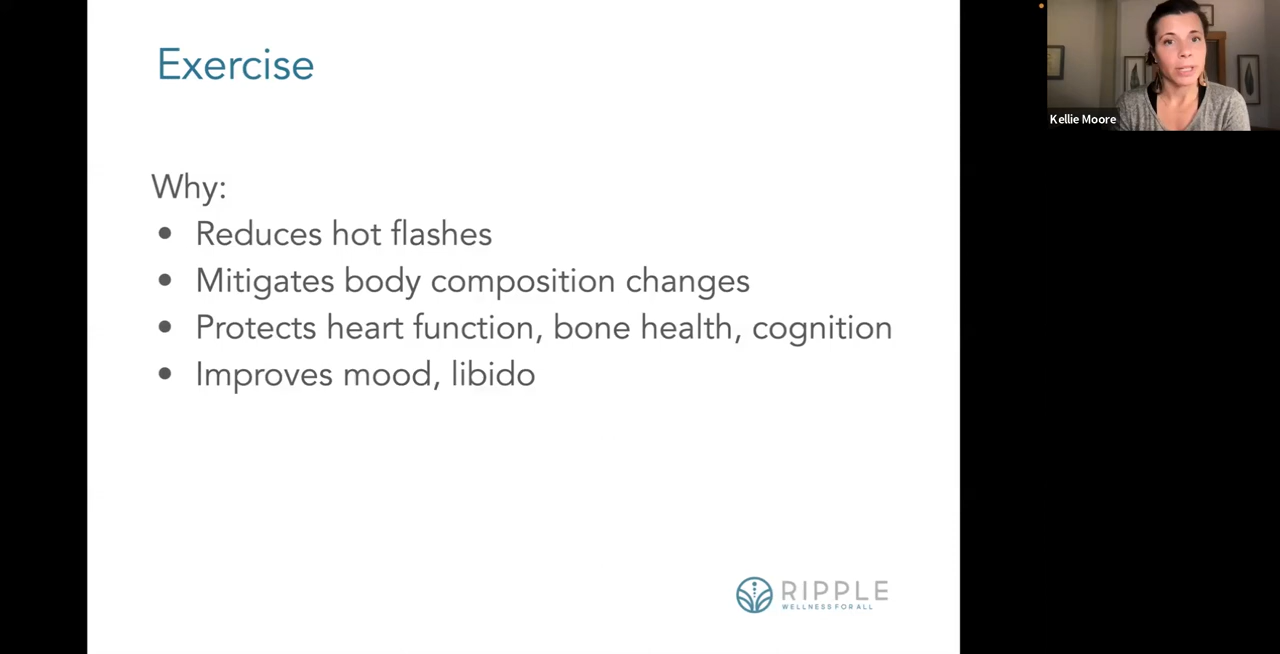 Exercise
Why:
• Reduces hot flashes
• Mitigates body composition changes
• Protects heart function, bone health, cognition
• Improves mood, libido
RIPPLE
WELLNESS FOR ALL
Kellie Moore